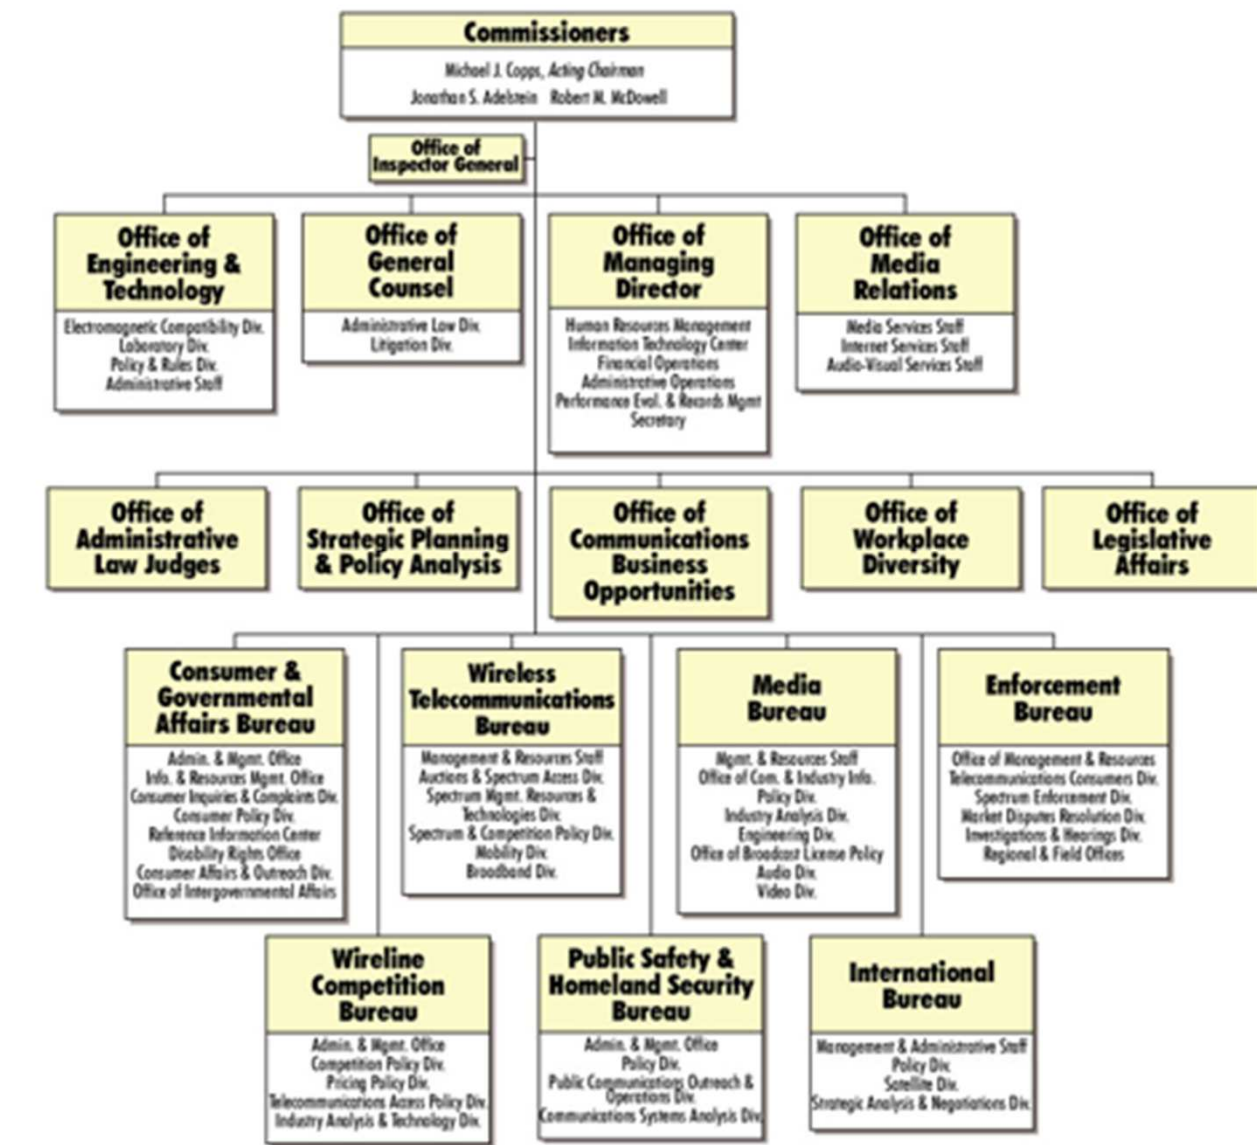 Commissioners
Michael J. Copps, Acting Chairman
Jonathan S. Adelstein Robert M. McDowell
Office of
Inspector General
Office of
Engineering &
Technology
Electromagnetic Compatibility Div.
Laboratory Div.
Policy & Rules Div.
Administrative Staff
Office of
General
Counsel
Administrative Law Div.
Litigation Div.
Office of
Managing
Director
Human Resources Management
Information Technology Center
Financial Operations
Administrative Operations
Performance Eval. & Records Mgmt
Secretary
Office of
Media
Relations
Media Services Staff
Internet Services Staff
Audio-Visual Services Staff
Office of
Administrative
Law Judges
Office of
Strategic Planning
& Policy Analysis
Office of
Communications
Business
Opportunities
Office of
Workplace
Diversity
Office of
Legislative
Affairs
Consumer &
Governmental
Affairs Bureau
Admin. & Mgmt. Office
Info. & Resources Mgmt. Office
Consumer Inquiries & Complaints Div.
Consumer Policy Div.
Reference Information Center
Disability Rights Office
Consumer Affairs & Outreach Div.
Office of Intergovernmental Affairs
Wireless
Telecommunications
Bureau
Management & Resources Staff
Auctions & Spectrum Access Div.
Spectrum Mgmt. Resources &
Technologies Div.
Spectrum & Competition Policy Div.
Mobility Div.
Broadband Div.
Media
Bureau
Mgmt. & Resources Staff
Office of Com. & Industry Info.
Policy Div.
Industry Analysis Div.
Engineering Div.
Office of Broadcast License Policy
Audio Div.
Video Div.
Enforcement
Bureau
Office of Management & Resources
Telecommunications Consumers Div.
Spectrum Enforcement Div.
Market Disputes Resolution Div.
Investigations & Hearings Div.
Regional & Field Offices
Wireline
Competition
Bureau
Admin. & Mgmt. Office
Competition Policy Div.
Pricing Policy Div.
Telecommunications Access Policy Div.
Industry Analysis & Technology Div.
Public Safety &
Homeland Security
Bureau
Admin. & Mgmt. Office
Policy Div.
Public Communications Outreach &
Operations Div.
Communications Systems Analysis Div.
International
Bureau
Management & Administrative Staff
Policy Div.
Satellite Div.
Strategic Analysis & Negotiations Div.